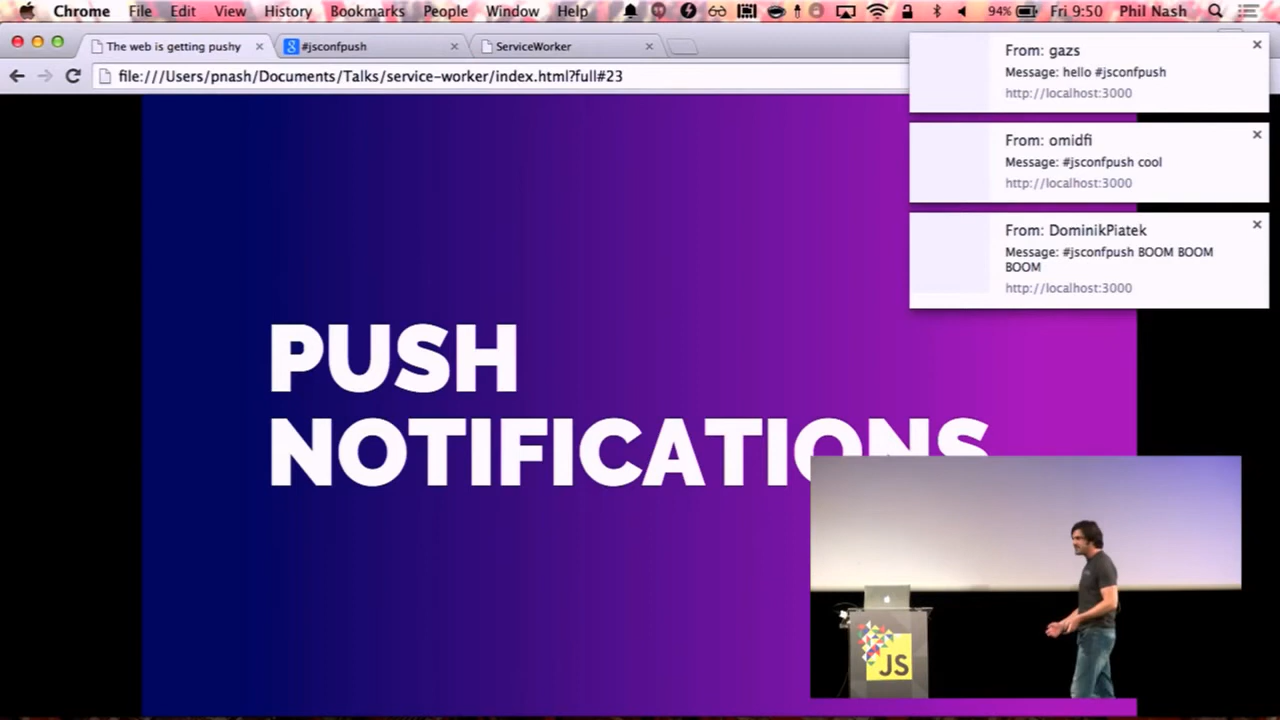 Chrome File Edit View History Bookmarks People Window Help 94% Fri 9:50 Phil Nash
The web is getting pushy
#jsconfpush
ServiceWorker
file:///Users/pnash/Documents/Talks/service-worker/index.html?full#23
From: gazs
Message: hello #jsconfpush
http://localhost:3000
From: omidfi
Message: #jsconfpush cool
http://localhost:3000
From: DominikPiatek
Message: #jsconfpush BOOM BOOM
BOOM
http://localhost:3000
PUSH
NOTIFICATIONS
JS